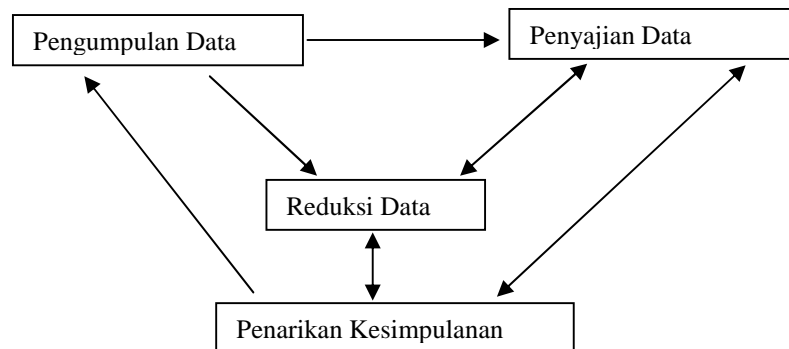 Pengumpulan Data
Penyajian Data
Reduksi Data
Penarikan Kesimpulanan